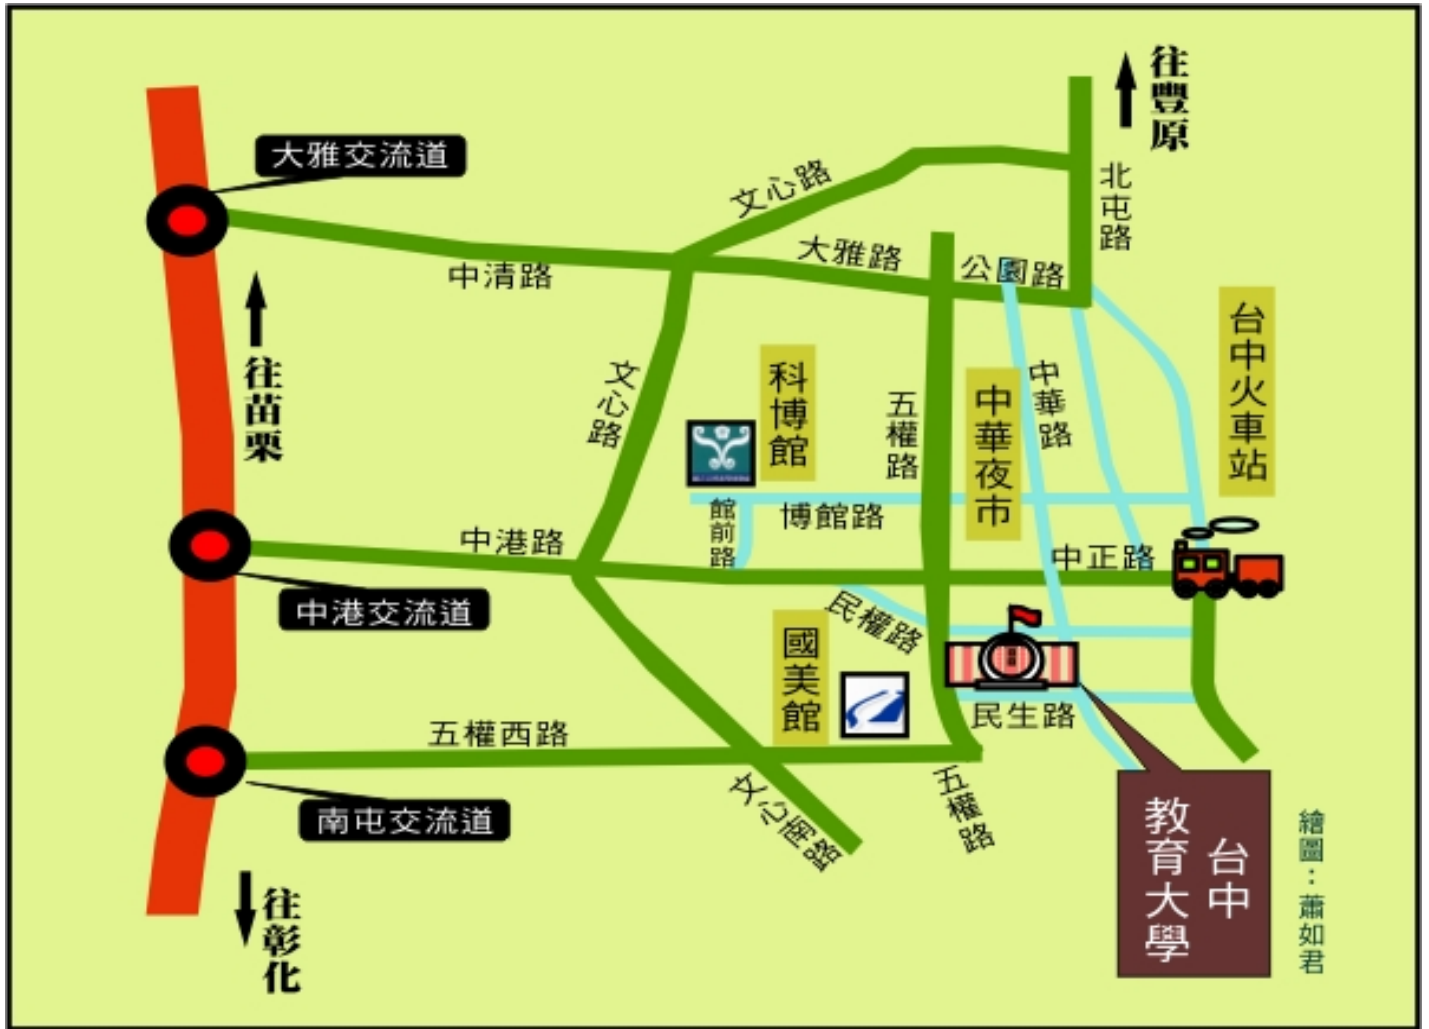 往豐原
大雅交流道
文心路
北屯路
大雅路
公園路
中清路
台中火車站
往苗栗
科博館
文心路
中華路
中華夜市
五權路
館前路
博館路
中港路
中正路
中港交流道
民權路
國美館
民生路
五權西路
五權路
文心南路
南屯交流道
台中
教育大學
繪圖：蕭如君
往彰化